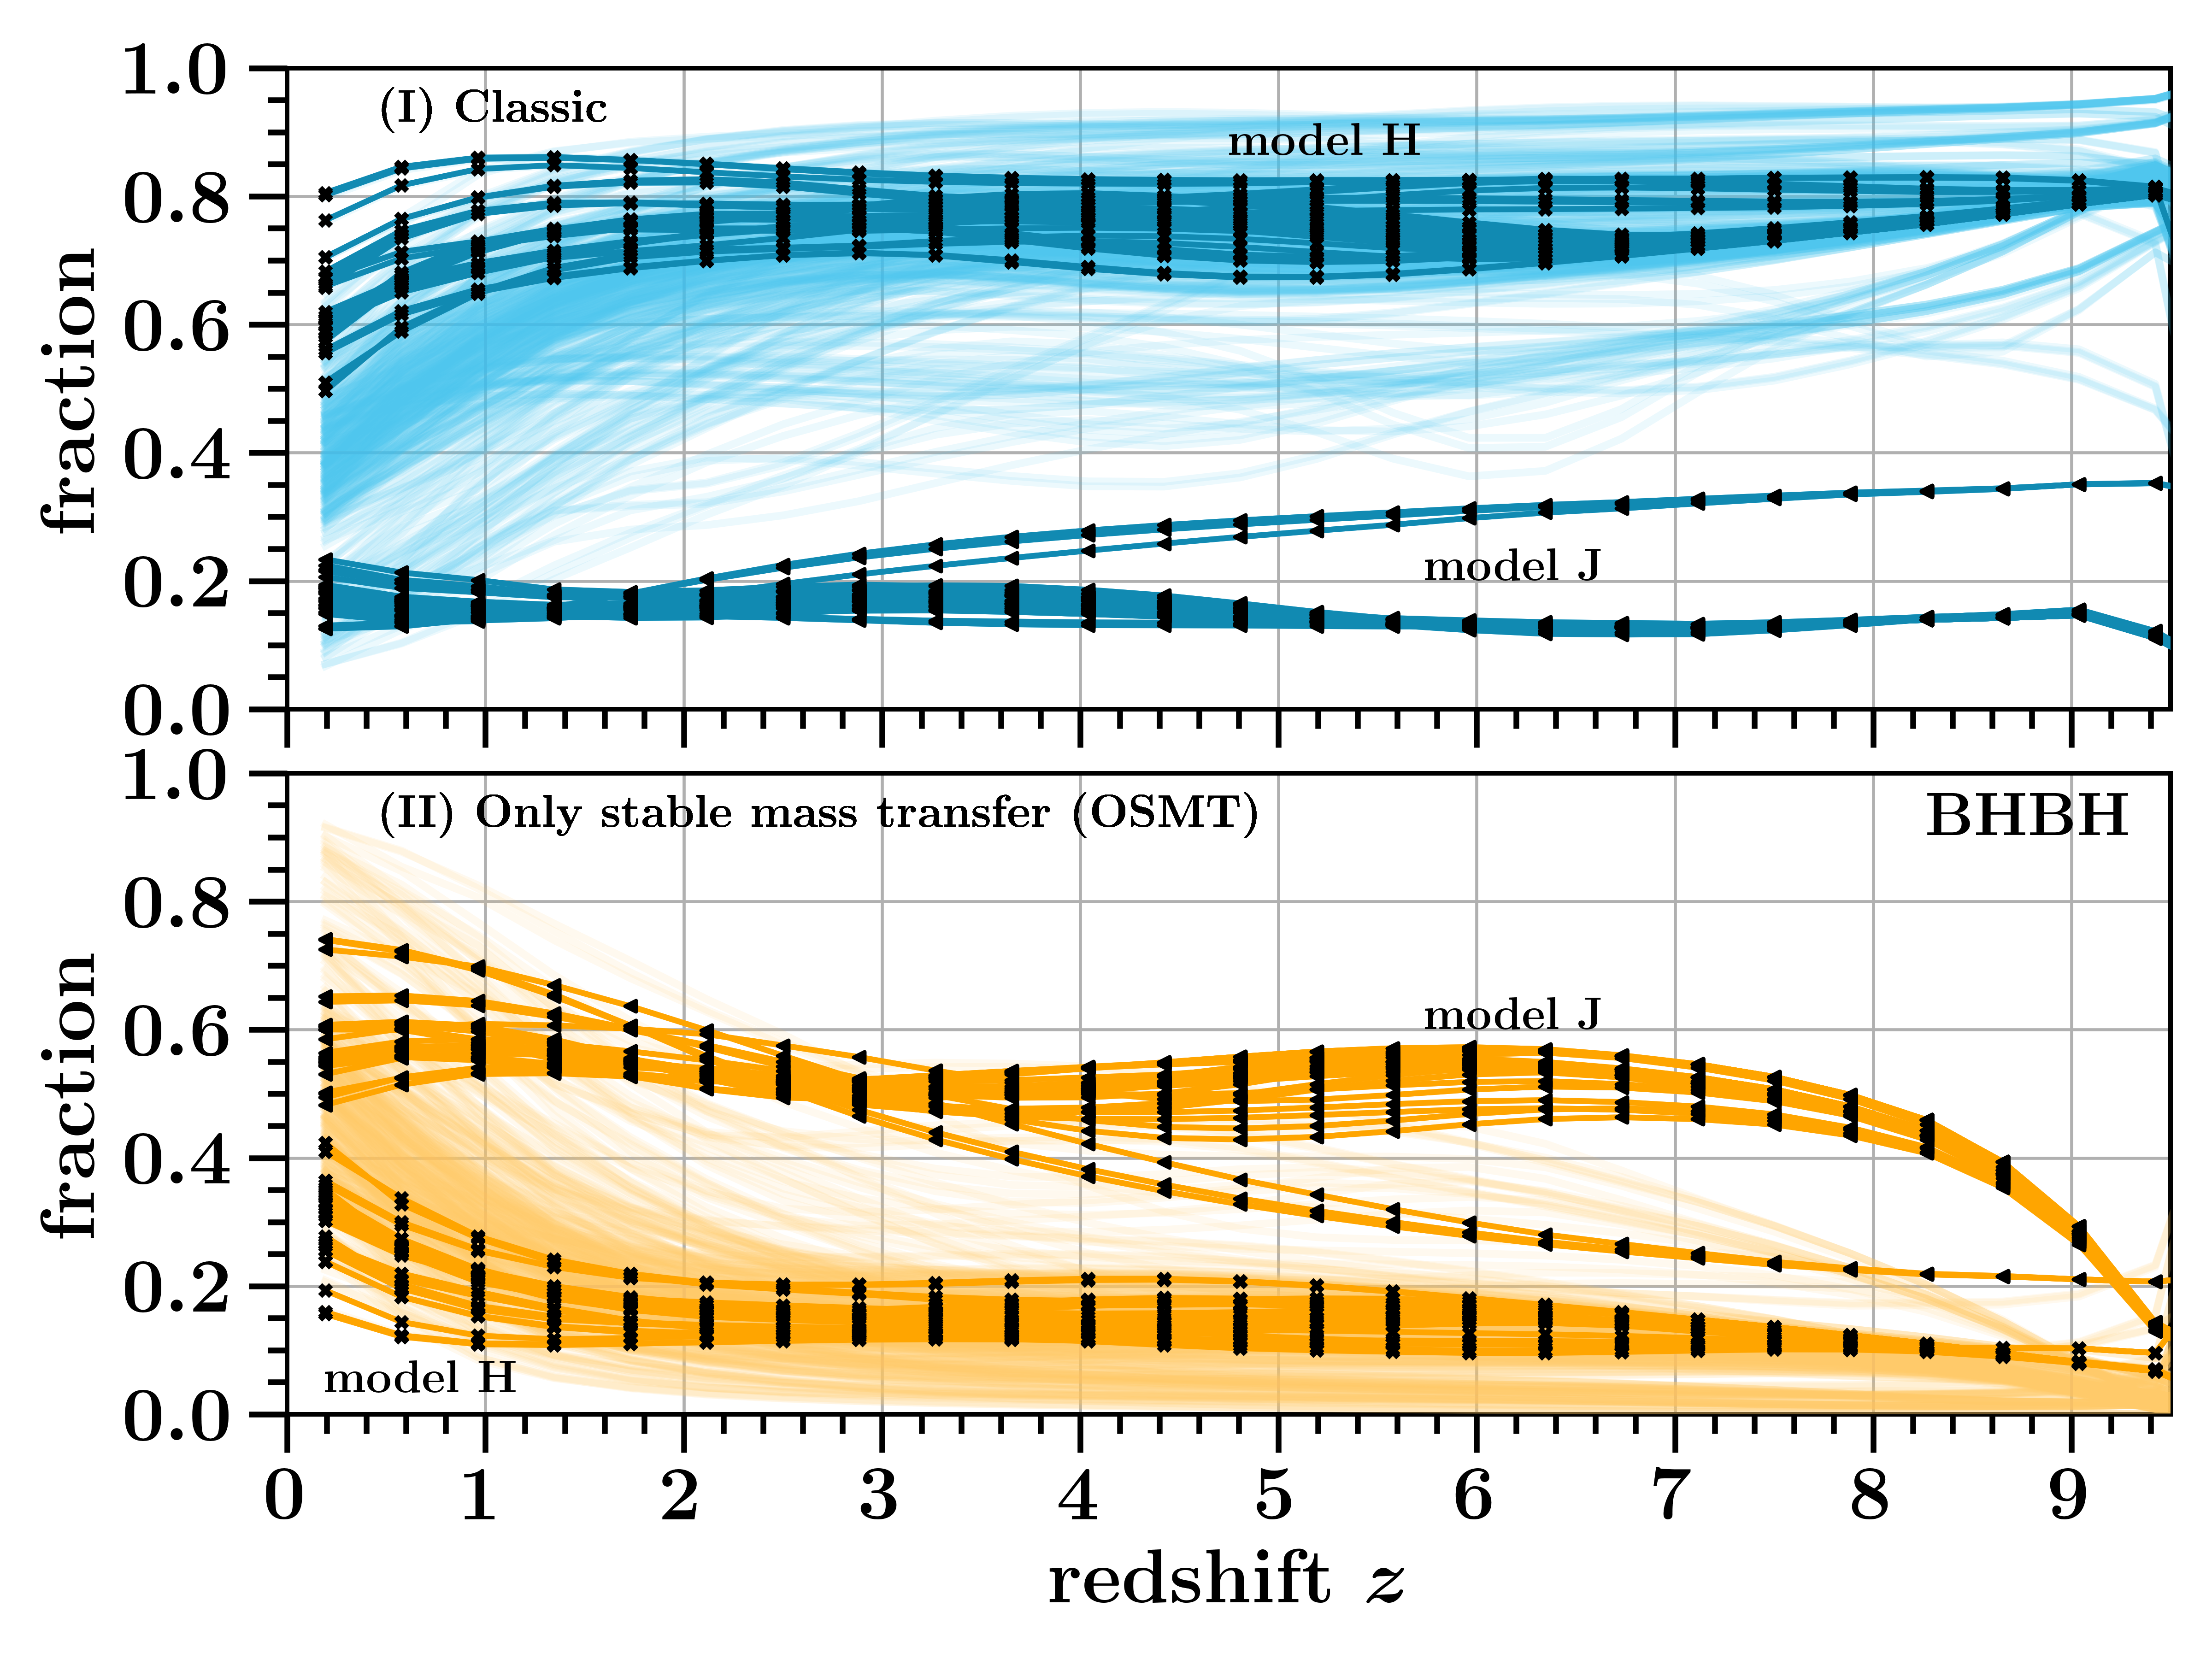 1.0
(I) Classic
model H
0.8
0.6
fraction
0.4
model J
0.2
0.0
1.0
(II) Only stable mass transfer (OSMT)
BHBH
0.8
model J
0.6
fraction
0.4
0.2
model H
0.0
0 1 2 3 4 5 6 7 8 9
redshift z